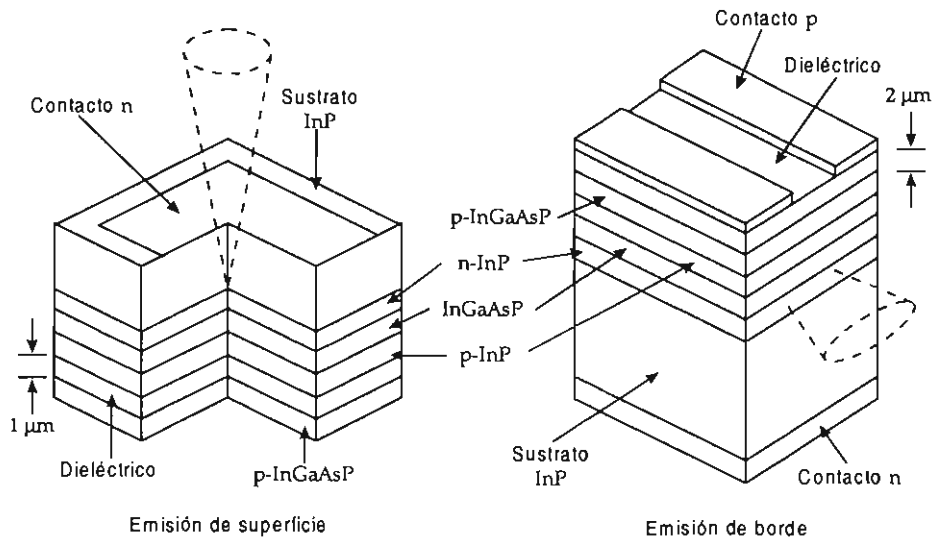 Contacto p
Dieléctrico
2 µm
Contacto n
Sustrato
InP
p-InGaAsP
n-InP
InGaAsP
p-InP
1 µm
Dieléctrico
p-InGaAsP
Sustrato
InP
Contacto n
Emisión de superficie
Emisión de borde